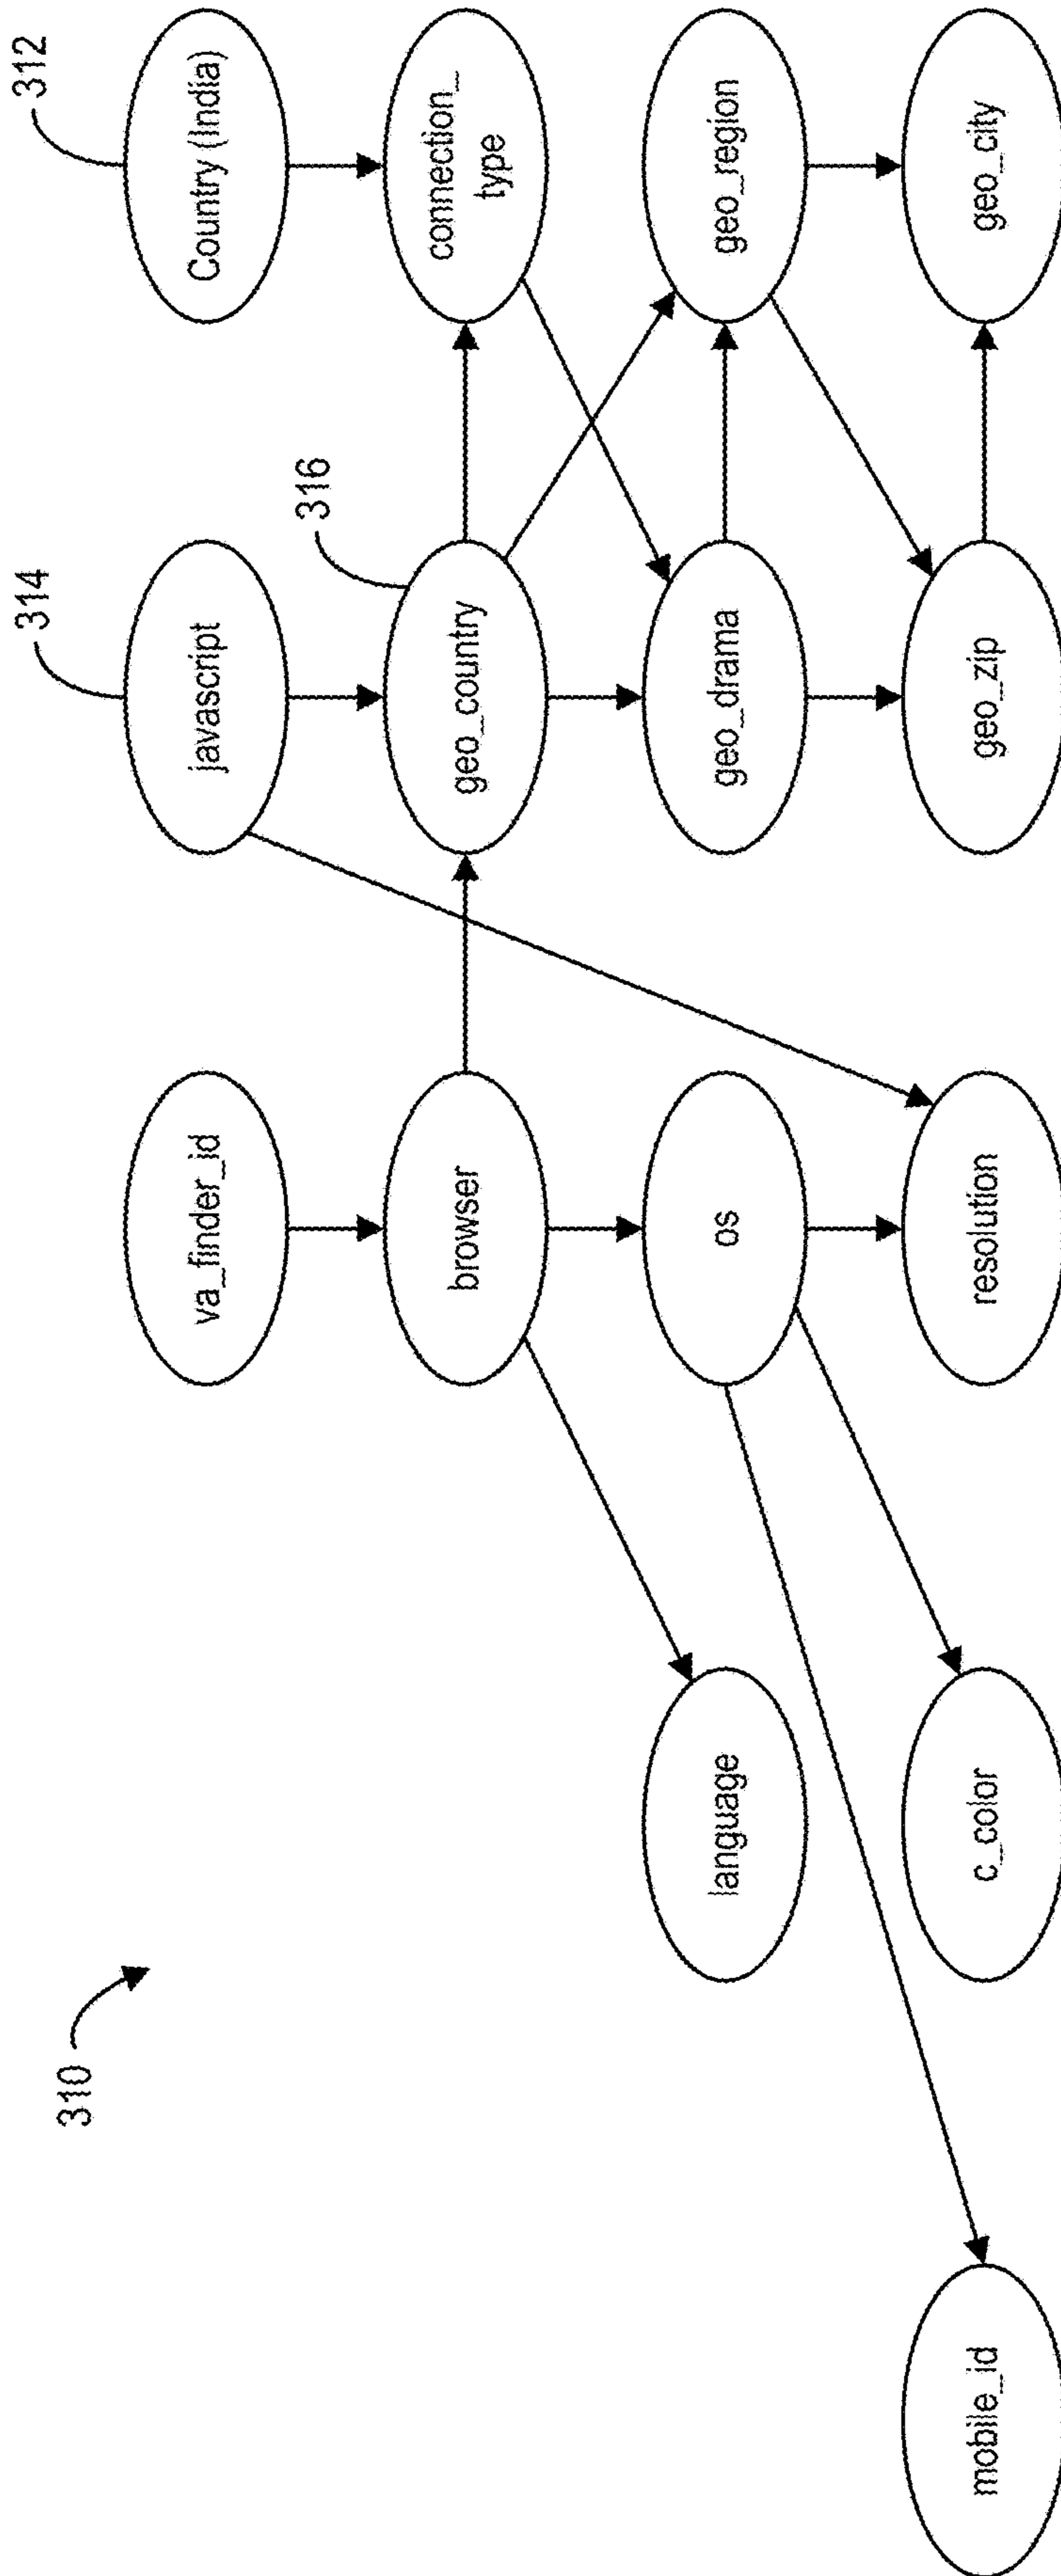 310
314
312
va_finder_id
javascript
Country (India)
316
browser
geo_country
connection_
type
language
os
geo_drama
geo_region
mobile_id
c_color
resolution
geo_zip
geo_city